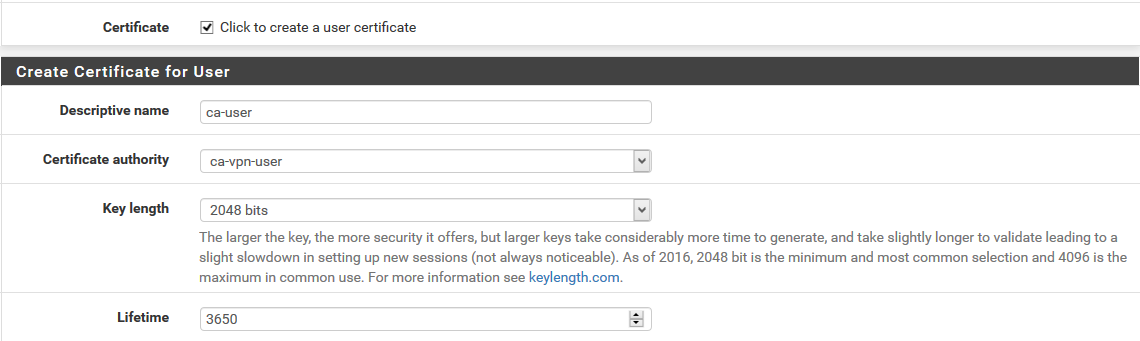 Certificate Click to create a user certificate
Create Certificate for User
Descriptive name ca-user
Certificate authority ca-vpn-user
Key length 2048 bits
The larger the key, the more security it offers, but larger keys take considerably more time to generate, and take slightly longer to validate leading to a
slight slowdown in setting up new sessions (not always noticeable). As of 2016, 2048 bit is the minimum and most common selection and 4096 is the
maximum in common use. For more information see keylength.com.
Lifetime 3650